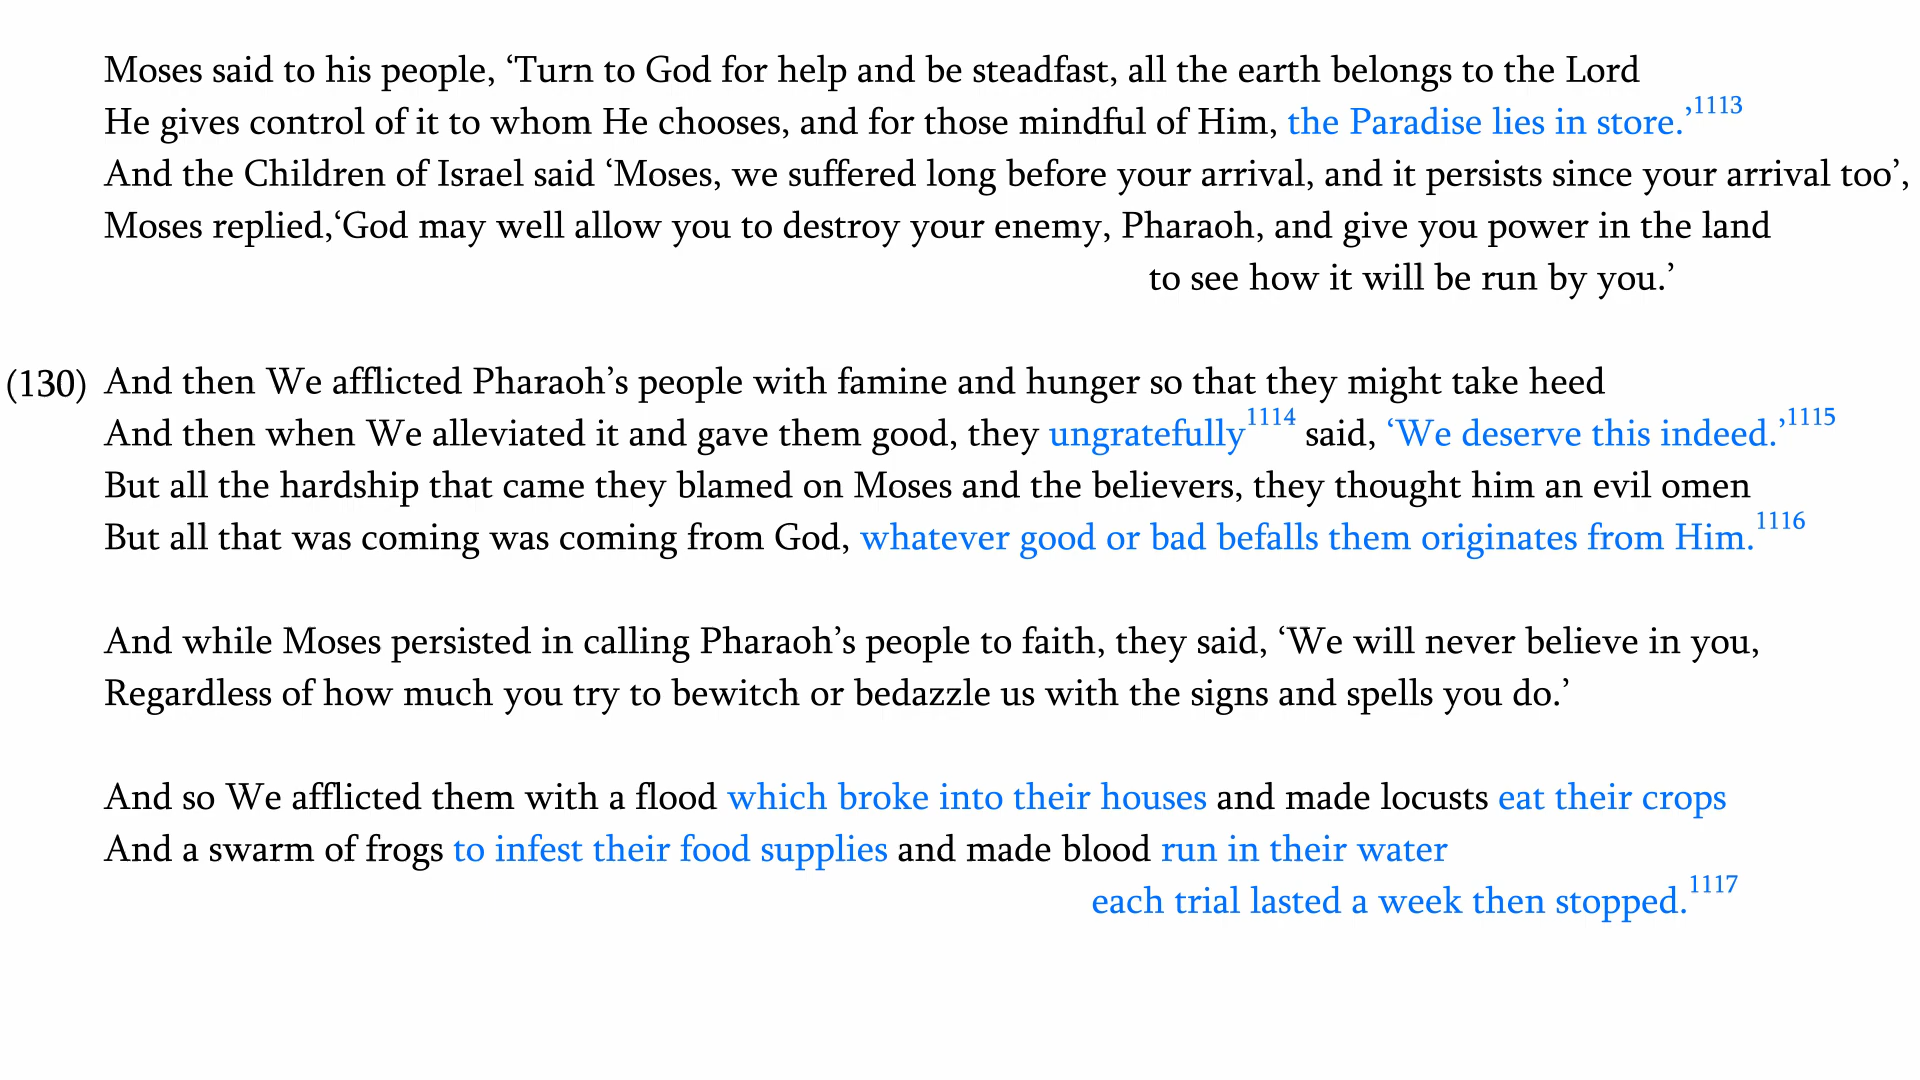 Moses said to his people, ‘Turn to God for help and be steadfast, all the earth belongs to the Lord
He gives control of it to whom He chooses, and for those mindful of Him, the Paradise lies in store.’1113
And the Children of Israel said ‘Moses, we suffered long before your arrival, and it persists since your arrival too’,
Moses replied,‘God may well allow you to destroy your enemy, Pharaoh, and give you power in the land
to see how it will be run by you.’
(130) And then We afflicted Pharaoh’s people with famine and hunger so that they might take heed
And then when We alleviated it and gave them good, they ungratefully1114 said, ‘We deserve this indeed.’1115
But all the hardship that came they blamed on Moses and the believers, they thought him an evil omen
But all that was coming was coming from God, whatever good or bad befalls them originates from Him.1116
And while Moses persisted in calling Pharaoh’s people to faith, they said, ‘We will never believe in you,
Regardless of how much you try to bewitch or bedazzle us with the signs and spells you do.’
And so We afflicted them with a flood which broke into their houses and made locusts eat their crops
And a swarm of frogs to infest their food supplies and made blood run in their water
each trial lasted a week then stopped.1117